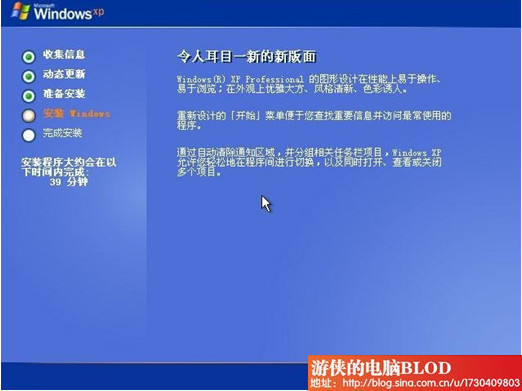 Microsoft
Windows xp
收集信息
动态更新
准备安装
安装 Windows
完成安装
安装程序大约会在以
下时间内完成:
39 分钟
令人耳目一新的新版面
Windows(R) XP Professional 的图形设计在性能上易于操作、
易于浏览；在外观上优雅大方、风格清新、色彩诱人。
重新设计的「开始」菜单便于您查找重要信息并访问最常使用的
程序。
通过自动清除通知区域，并分组相关任务栏项目，Windows XP
允许您轻松地在程序间进行切换，以及同时打开、查看或关闭
多个项目。
游侠的电脑BLOD
地址：http://blog.sina.com.cn/u/1730409803